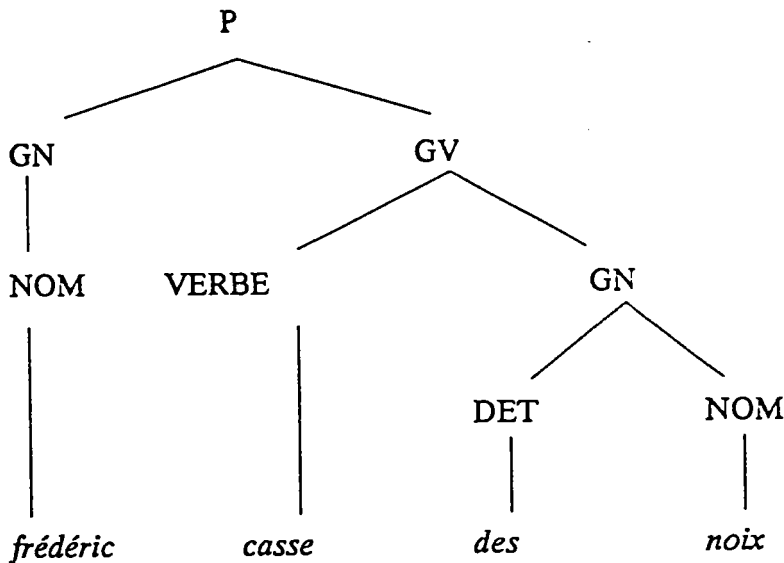 P
GN GV
NOM VERBE GN
DET NOM
frédéric casse des noix